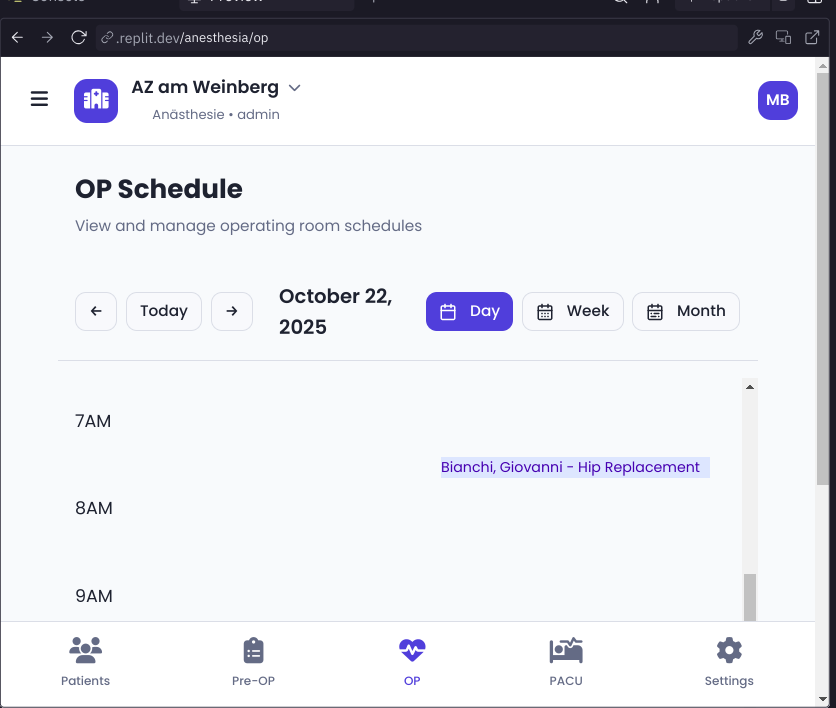 .replit.dev/anesthesia/op
AZ am Weinberg
Anästhesie • admin
MB
OP Schedule
View and manage operating room schedules
Today
October 22,
2025
Day
Week
Month
7AM
Bianchi, Giovanni - Hip Replacement
8AM
9AM
Patients
Pre-OP
OP
PACU
Settings